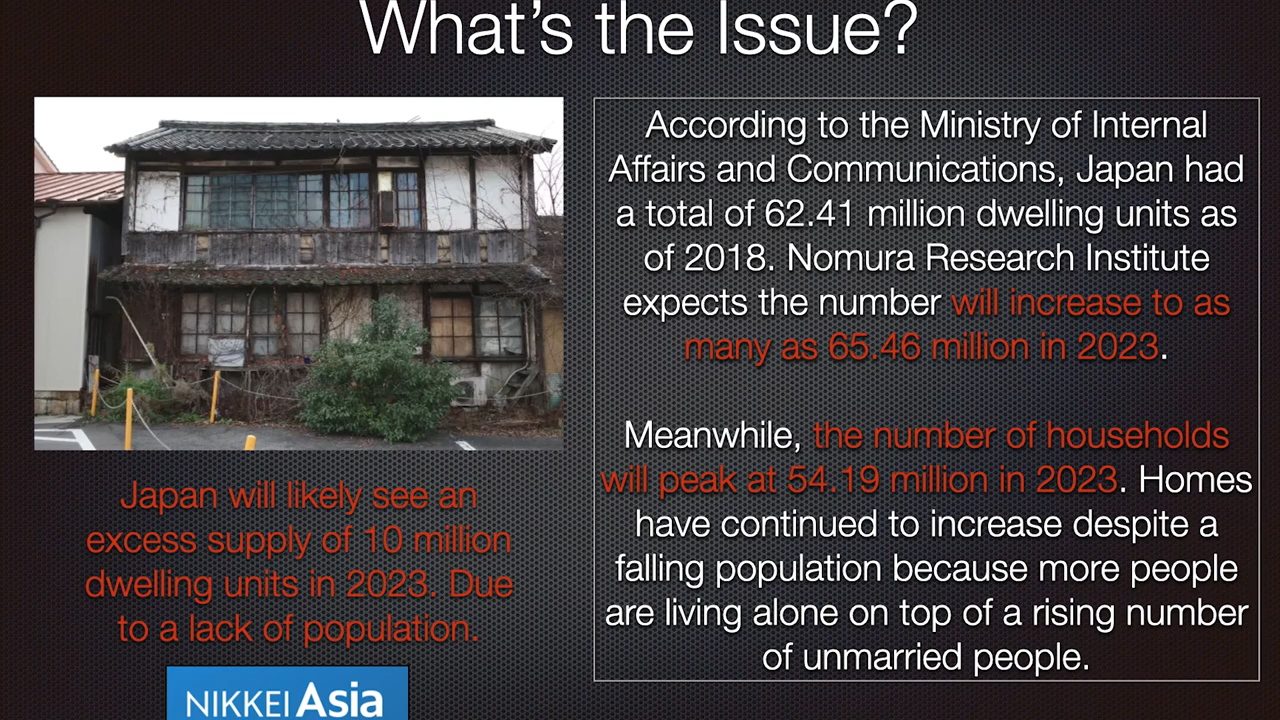 What's the Issue?
According to the Ministry of Internal
Affairs and Communications, Japan had
a total of 62.41 million dwelling units as
of 2018. Nomura Research Institute
expects the number will increase to as
many as 65.46 million in 2023.
Meanwhile, the number of households
will peak at 54.19 million in 2023. Homes
have continued to increase despite a
falling population because more people
are living alone on top of a rising number
of unmarried people.
Japan will likely see an
excess supply of 10 million
dwelling units in 2023. Due
to a lack of population.
NIKKEI Asia